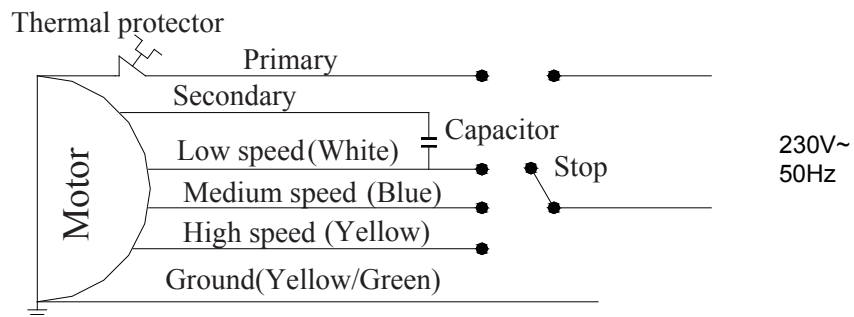 Thermal protector
Primary
Secondary
Capacitor
Low speed(White)
Stop
Medium speed (Blue)
High speed (Yellow)
Ground(Yellow/Green)
Motor
230V~
50Hz